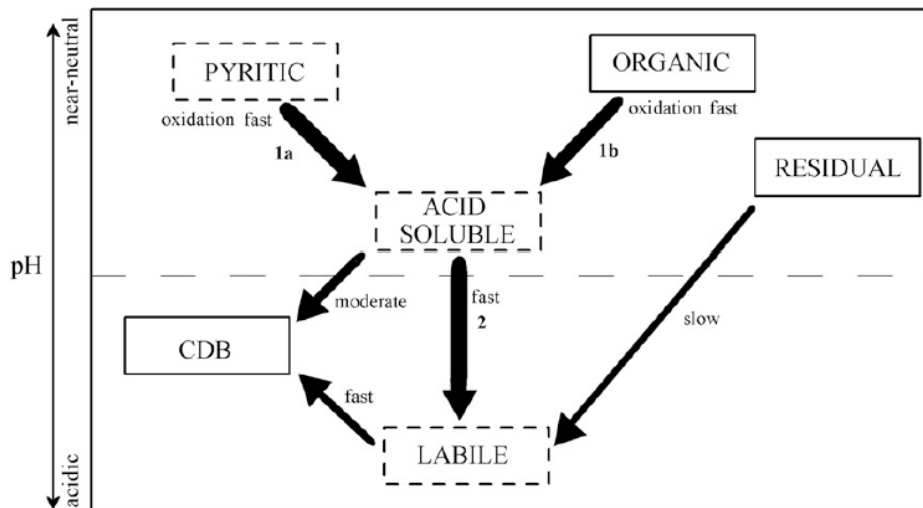 near-neutral
PYRITIC
ORGANIC
oxidation fast
oxidation fast
1a
1b
RESIDUAL
ACID
SOLUBLE
pH
moderate
fast
2
slow
CDB
fast
LABILE
acidic